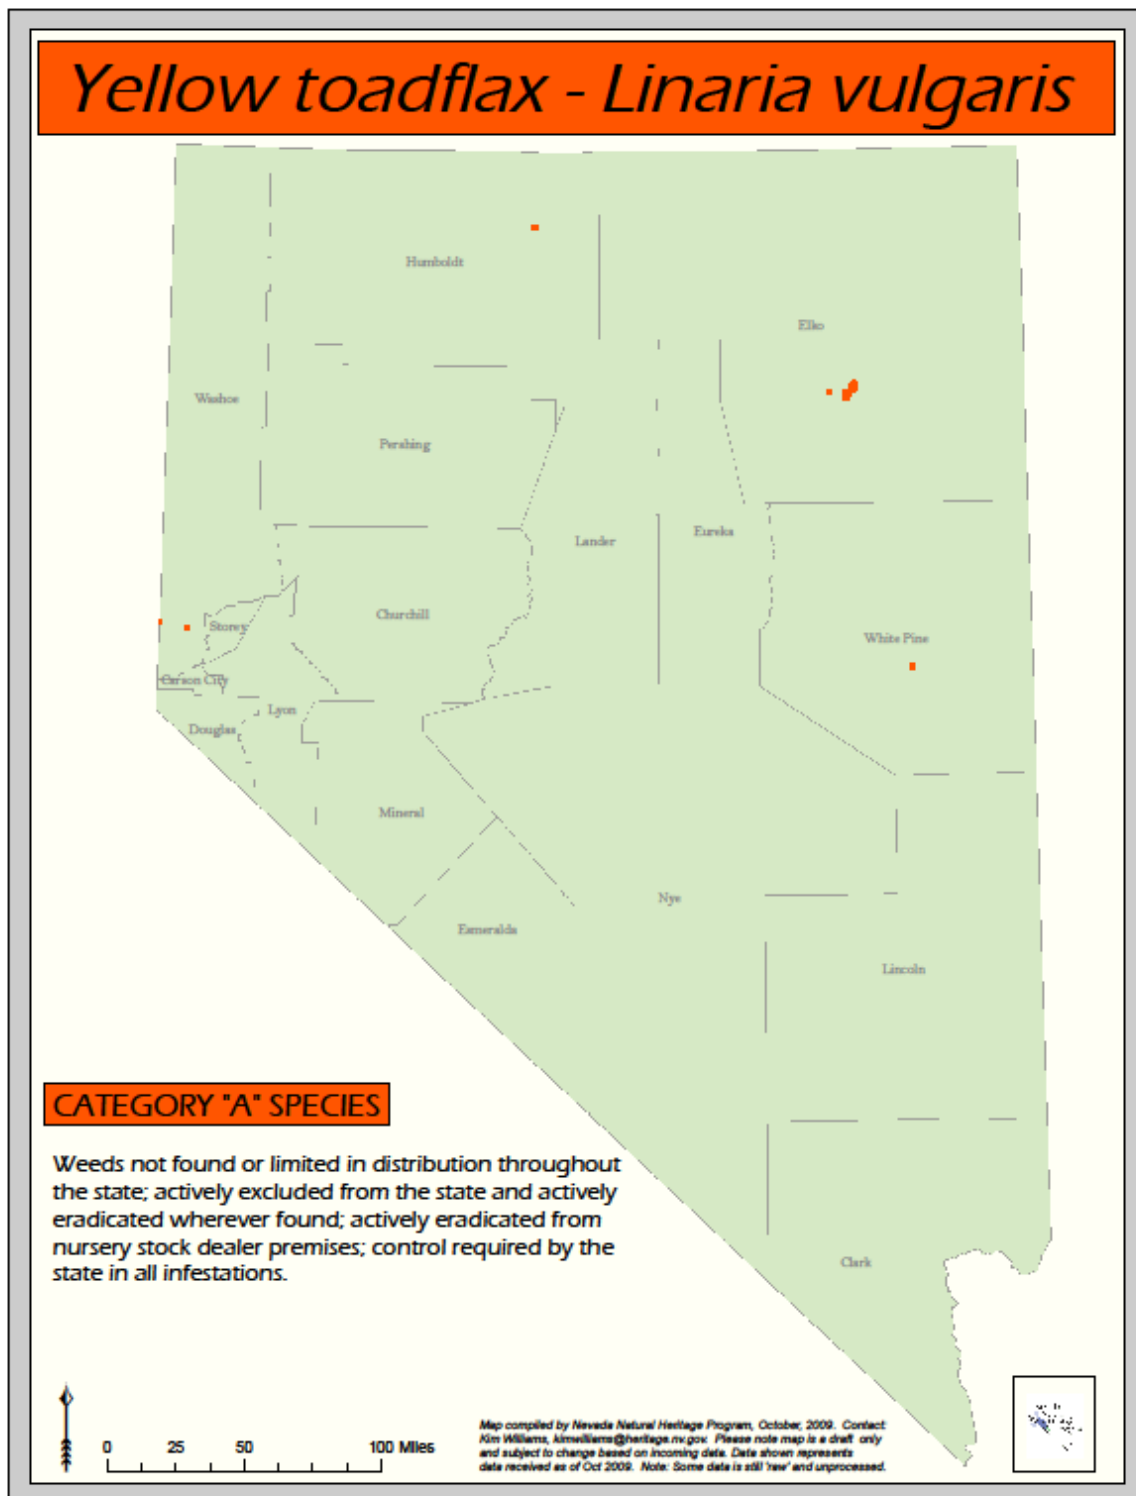 Yellow toadflax - Linaria vulgaris
Humboldt
Elko
Washoe
Pershing
Lander
Eureka
Churchill
Storey
White Pine
Carson City
Lyon
Douglas
Mineral
Nye
Esmeralda
Lincoln
CATEGORY "A" SPECIES
Weeds not found or limited in distribution throughout
the state; actively excluded from the state and actively
eradicated wherever found; actively eradicated from
nursery stock dealer premises; control required by the
state in all infestations.
Clark
0 25 50 100 Miles
Map compiled by Nevada Natural Heritage Program, October, 2009. Contact
Kim Williams, kimwilliams@heritage.nv.gov. Please note map is a draft only
and subject to change based on incoming data. Data shown represents
data received as of Oct 2009. Note: Some data is still 'raw' and unprocessed.